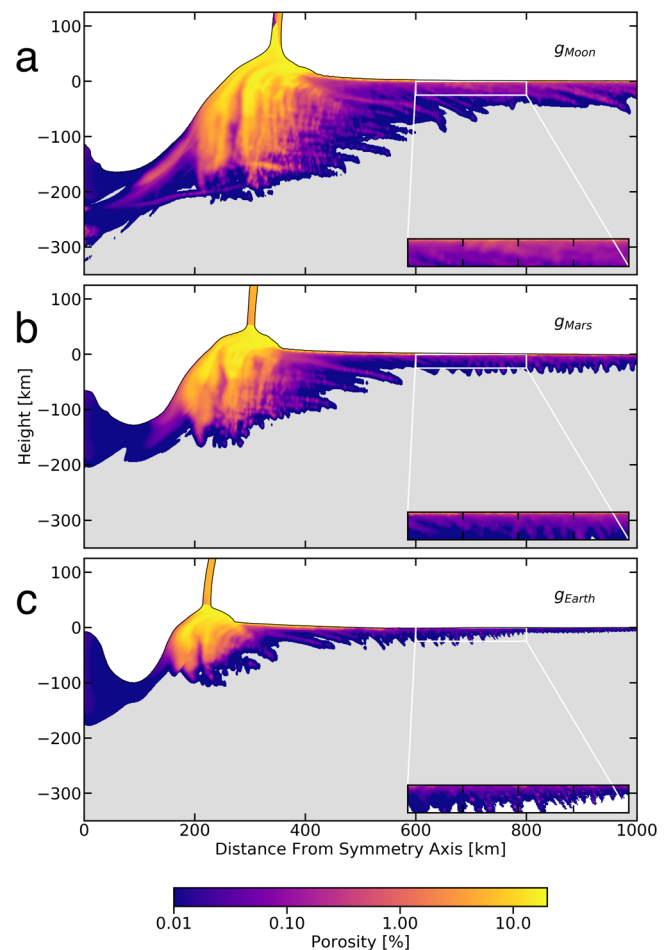 a
g_Moon
100
0
−100
−200
−300
b
g_Mars
100
0
−100
−200
−300
Height [km]
c
g_Earth
100
0
−100
−200
−300
0 200 400 600 800 1000
Distance From Symmetry Axis [km]
0.01 0.10 1.00 10.0
Porosity [%]